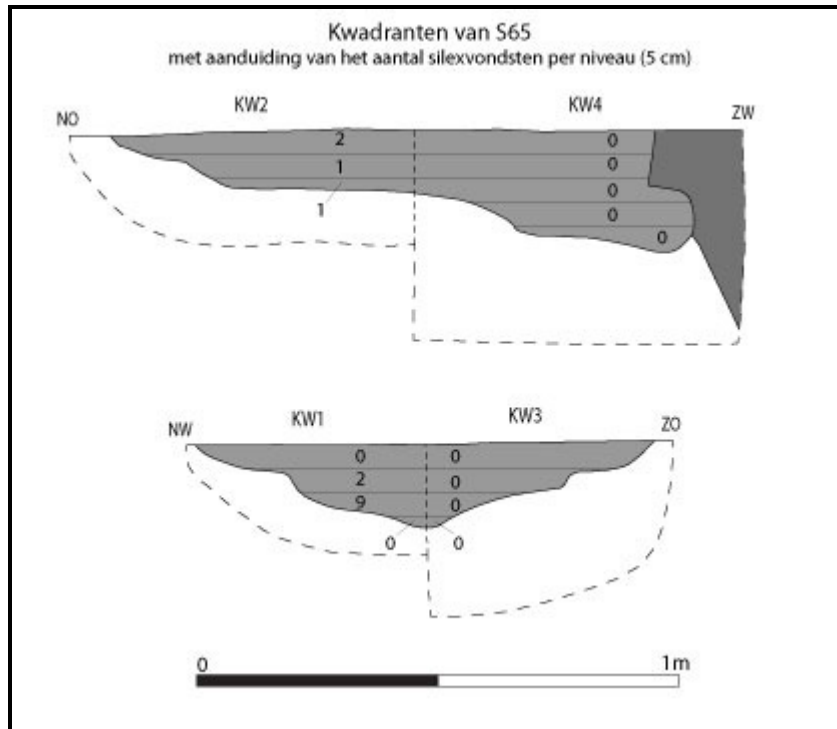 Kwadranten van S65
met aanduiding van het aantal silexvondsten per niveau (5 cm)
KW2 KW4
NO ZW
2 0
1 0
0
1 0
0
KW1 KW3
NW ZO
0 0
2 0
9 0
0 0
0 1m